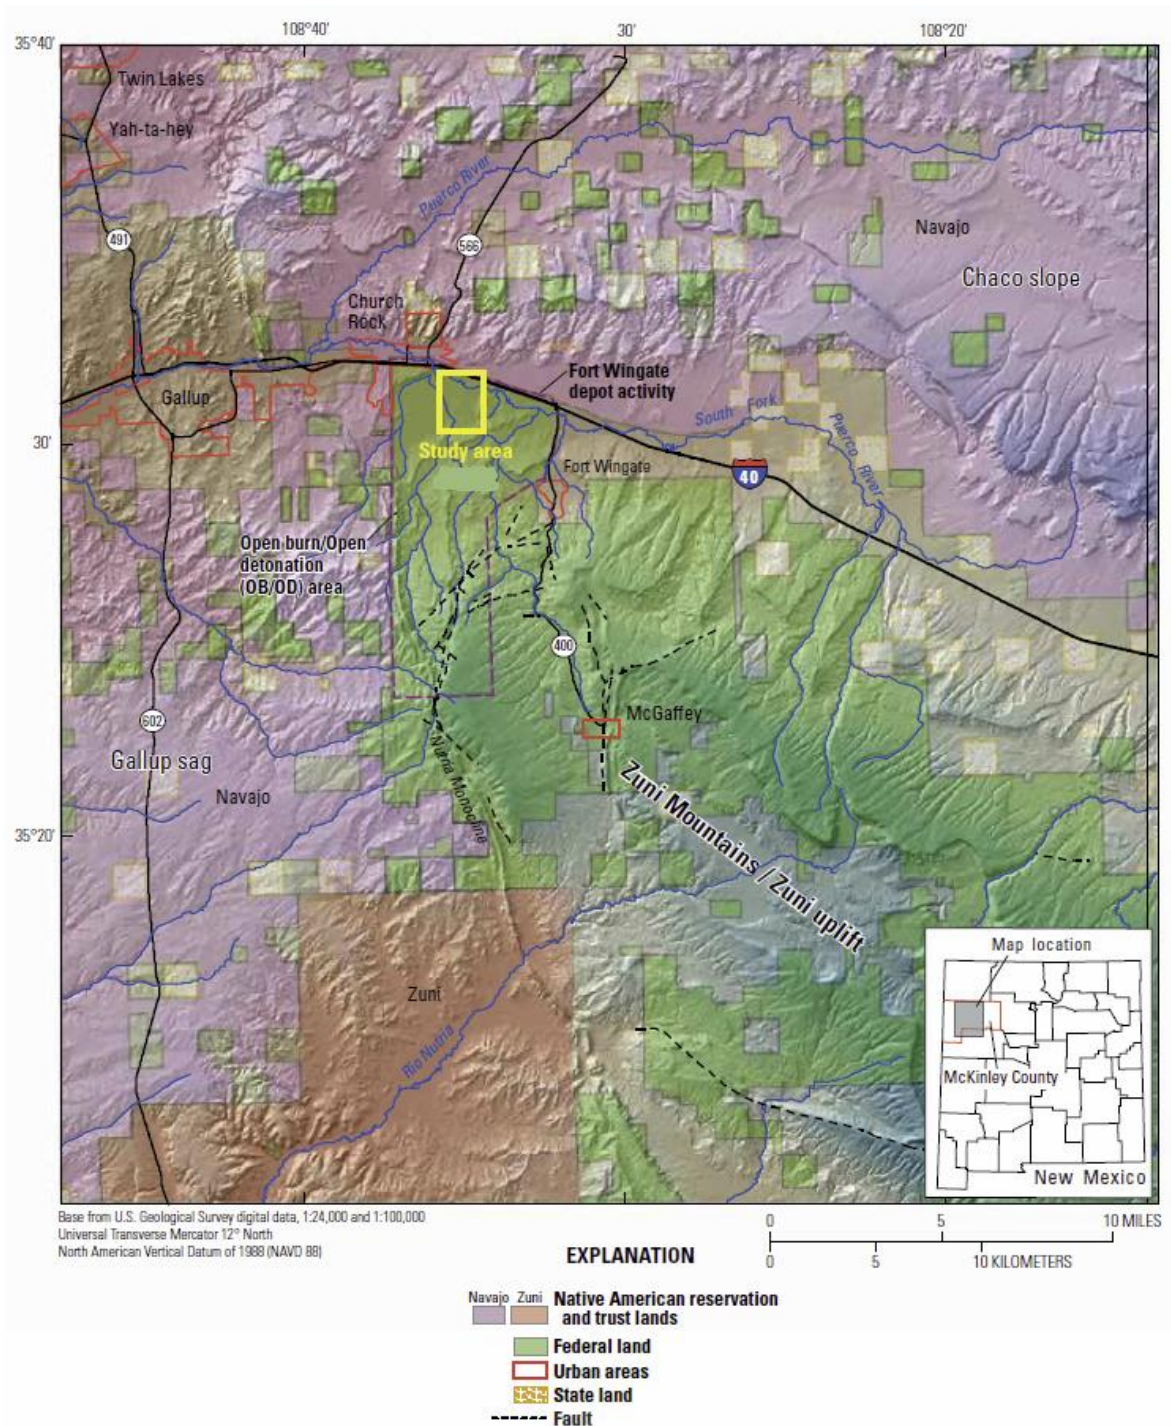 108°40'
30'
108°20'
35°40'
Twin Lakes
Yah-ta-hey
Puerco River
491
566
Navajo
Chaco slope
Church
Rock
Fort Wingate
depot activity
Gallup
South Fork
Puerco River
30'
Study area
Fort Wingate
40
Open burn/Open
detonation
(OB/OD) area
400
602
McGaffey
Gallup sag
Nutria Monocline
Navajo
Zuni Mountains / Zuni uplift
35°20'
Zuni
Rio Nutria
Map location
McKinley County
New Mexico
Base from U.S. Geological Survey digital data, 1:24,000 and 1:100,000
Universal Transverse Mercator 12° North
North American Vertical Datum of 1988 (NAVD 88)
0 5 10 MILES
0 5 10 KILOMETERS
EXPLANATION
Navajo Zuni Native American reservation
and trust lands
Federal land
Urban areas
State land
Fault